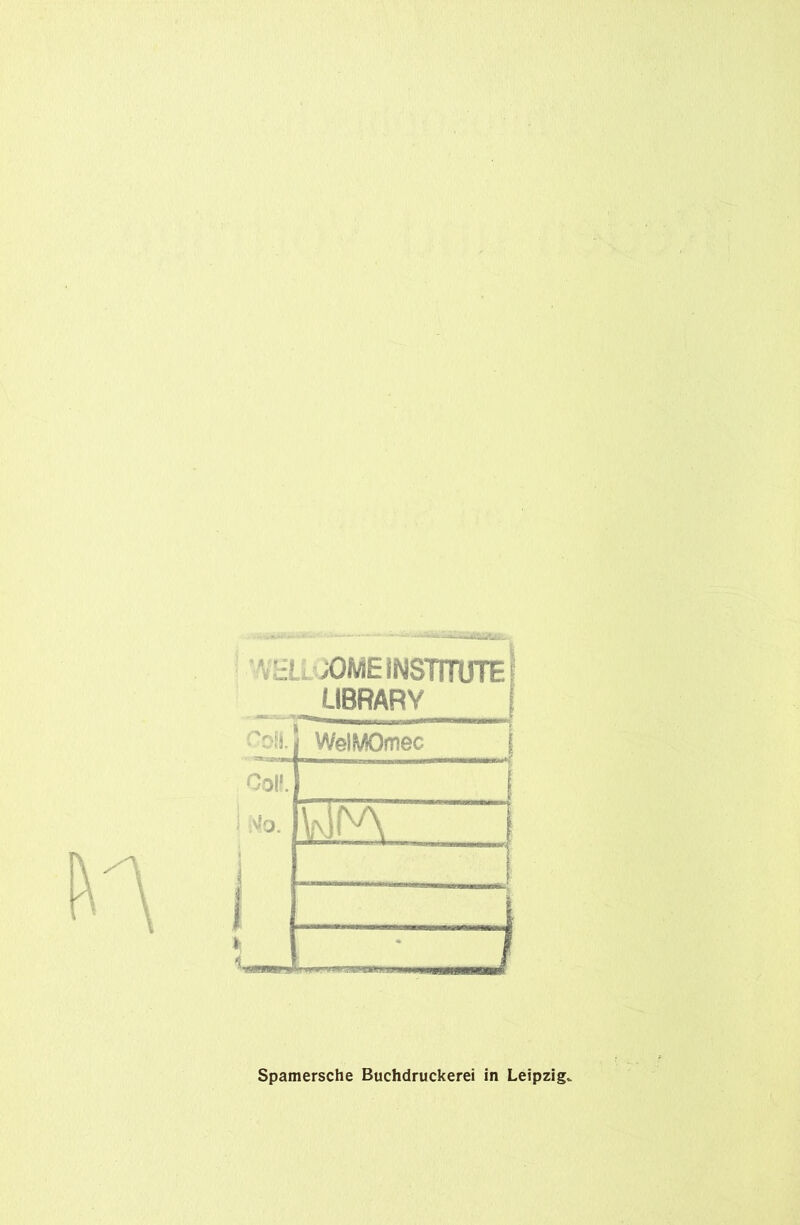 WELLCOME INSTITUTE
LIBRARY
Coll. WelMOmec
Coll.
No. WM
M
Spamersche Buchdruckerei in Leipzig.